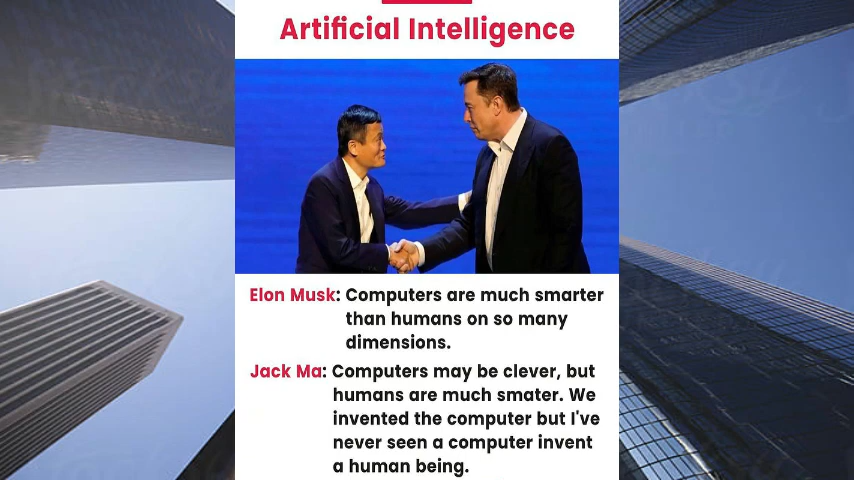 Artificial Intelligence
Elon Musk: Computers are much smarter
than humans on so many
dimensions.
Jack Ma: Computers may be clever, but
humans are much smater. We
invented the computer but I've
never seen a computer invent
a human being.